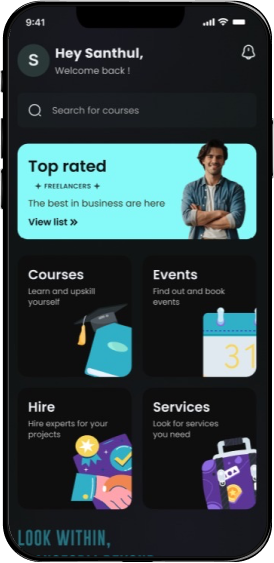 9:41
S
Hey Santhul,
Welcome back !
Search for courses
Top rated
FREELANCERS
The best in business are here
View list »
Courses
Learn and upskill
yourself
Events
Find out and book
events
31
Hire
Hire experts for your
projects
Services
Look for services
you need
LOOK WITHIN,